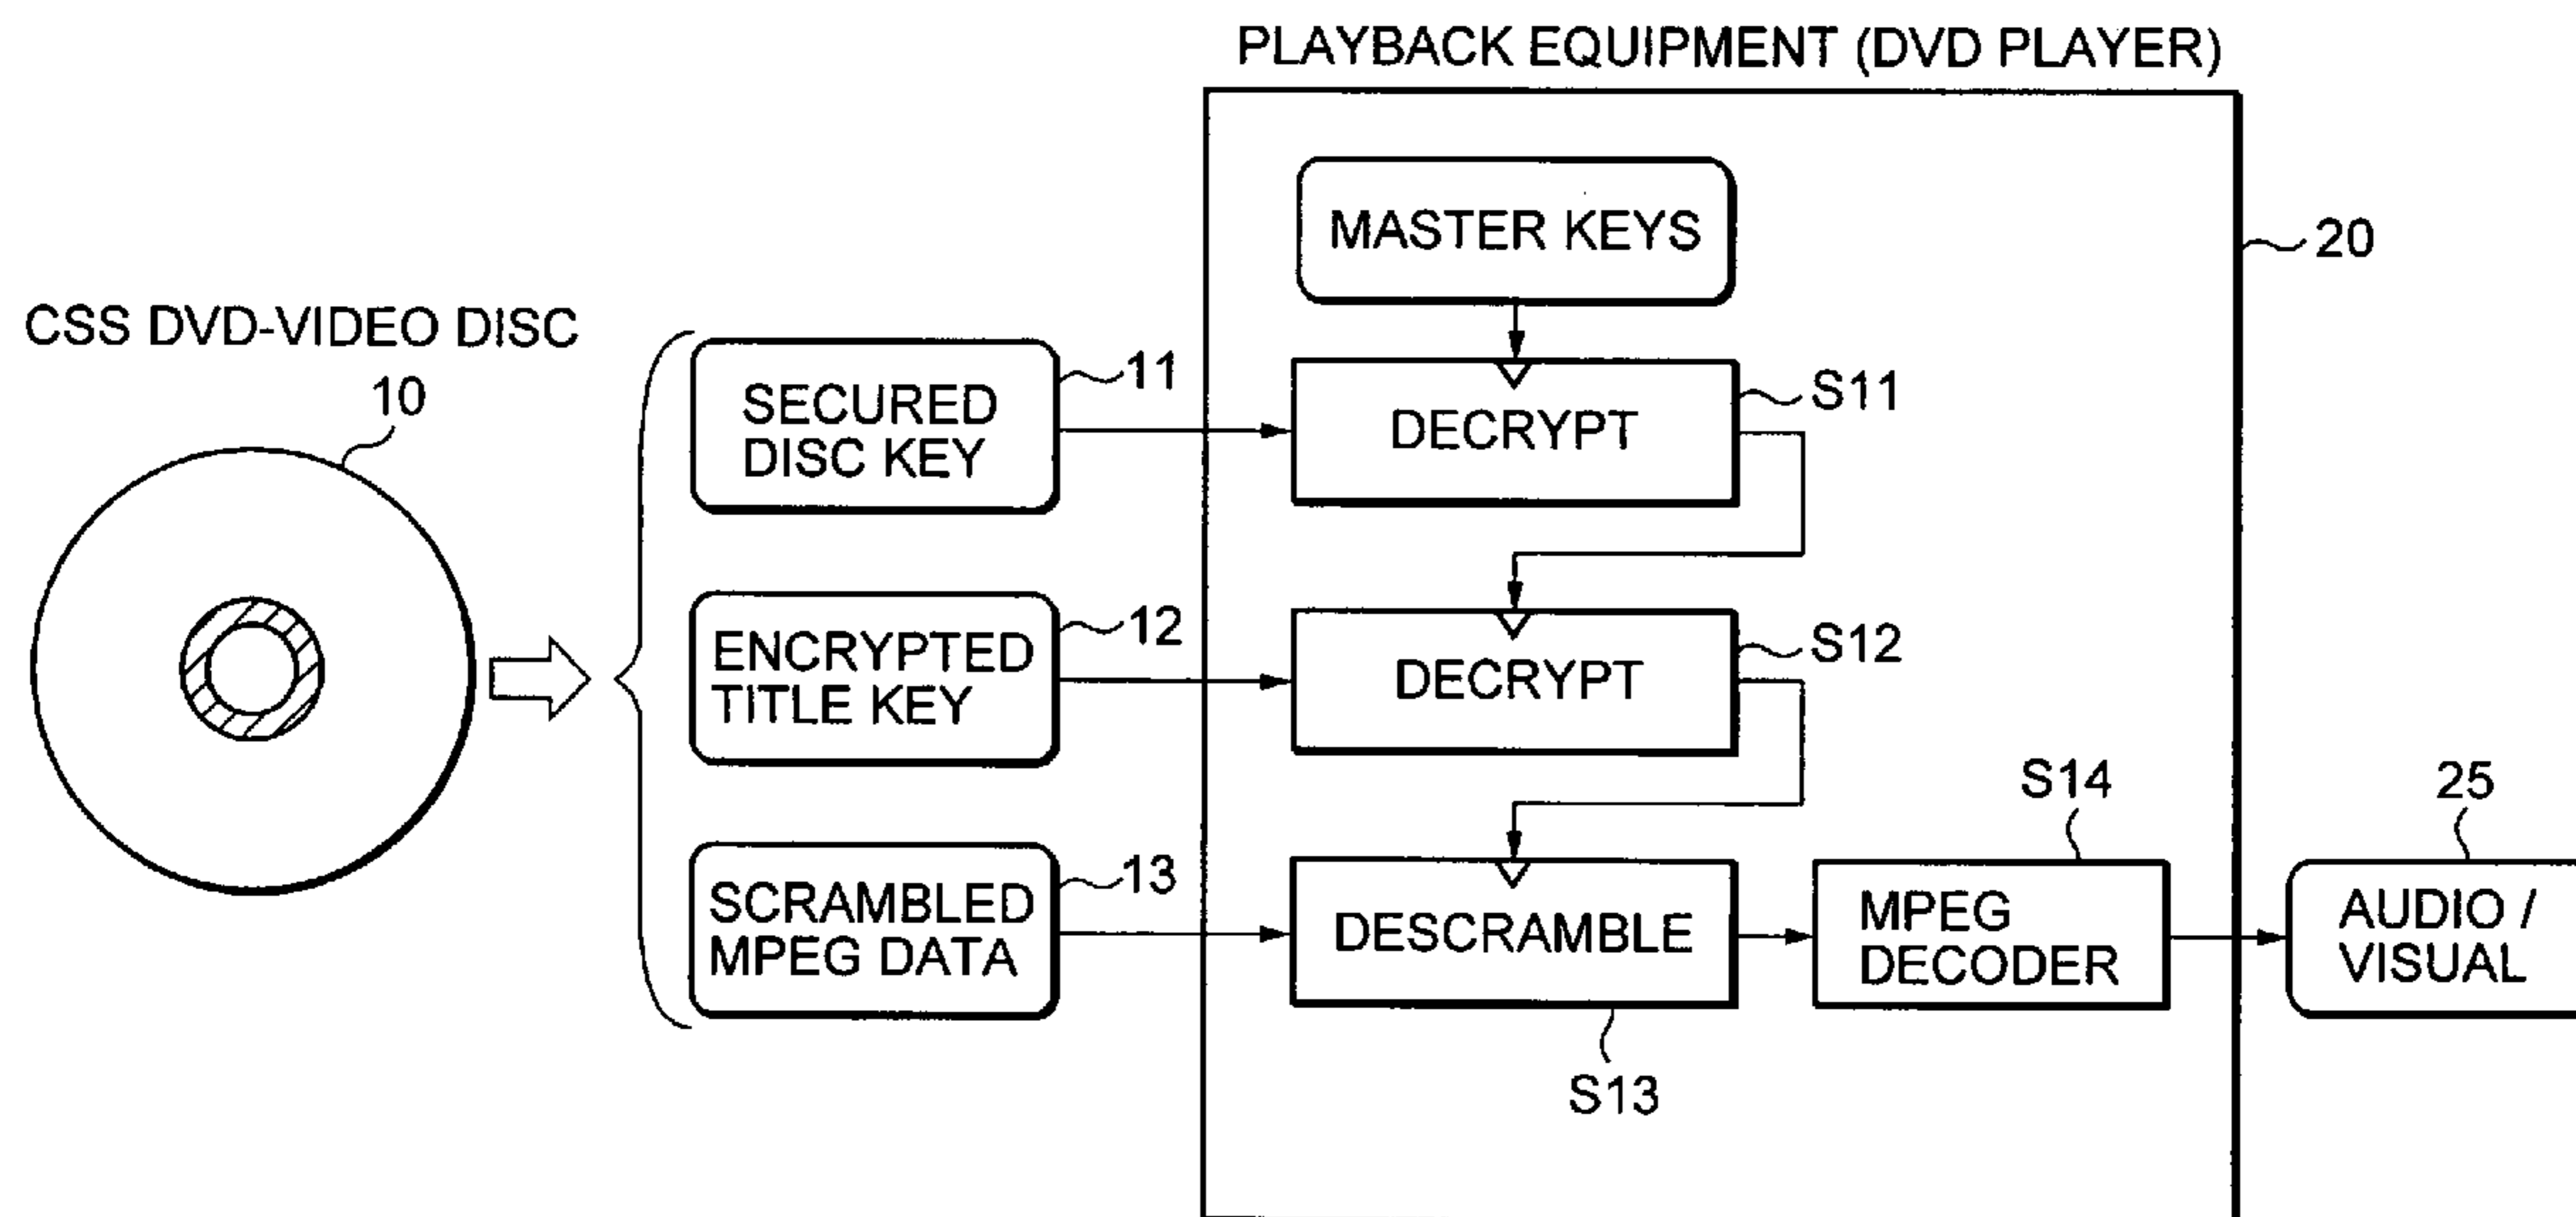 PLAYBACK EQUIPMENT (DVD PLAYER)
MASTER KEYS
20
CSS DVD-VIDEO DISC
10
SECURED
DISC KEY
11
DECRYPT
S11
ENCRYPTED
TITLE KEY
12
DECRYPT
S12
SCRAMBLED
MPEG DATA
13
DESCRAMBLE
S13
MPEG
DECODER
S14
AUDIO /
VISUAL
25